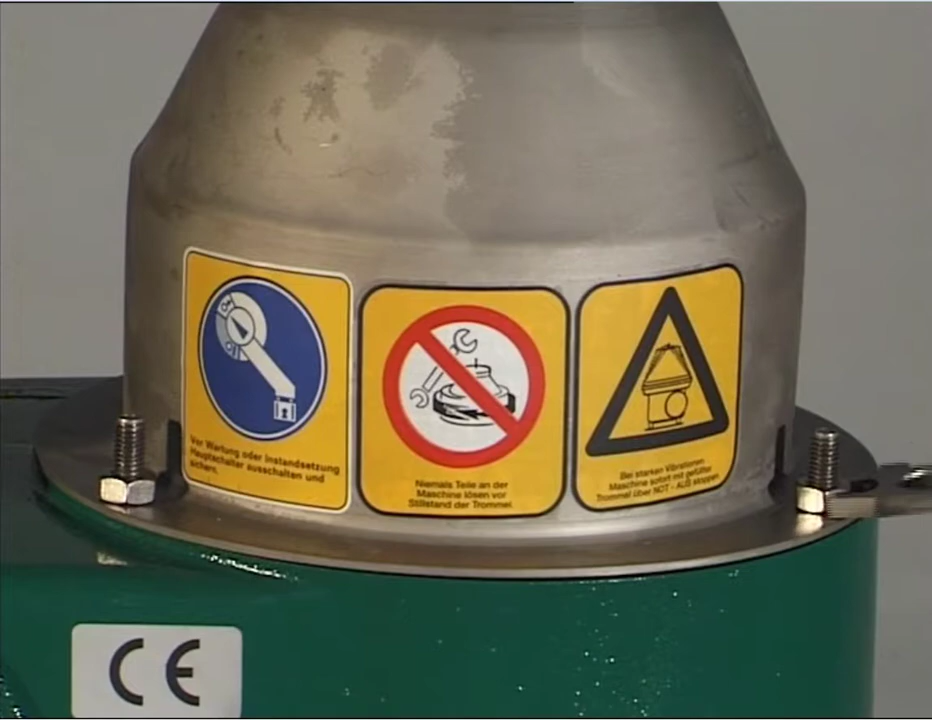 Vor Wartung oder Instandsetzung
Hauptschalter ausschalten und
sichern.
Niemals Teile an der
Maschine lösen vor
Stillstand der Trommel.
Bei starken Vibrationen
Maschine sofort mit gefüllter
Trommel über NOT - AUS stoppen.
CE